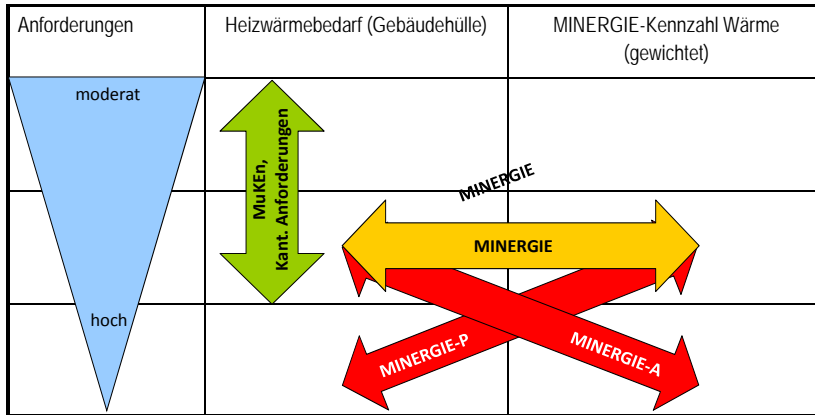 Anforderungen
Heizwärmebedarf (Gebäudehülle)
MINERGIE-Kennzahl Wärme
(gewichtet)
moderat
MuKEn,
Kant. Anforderungen
MINERGIE
MINERGIE
hoch
MINERGIE-P
MINERGIE-A